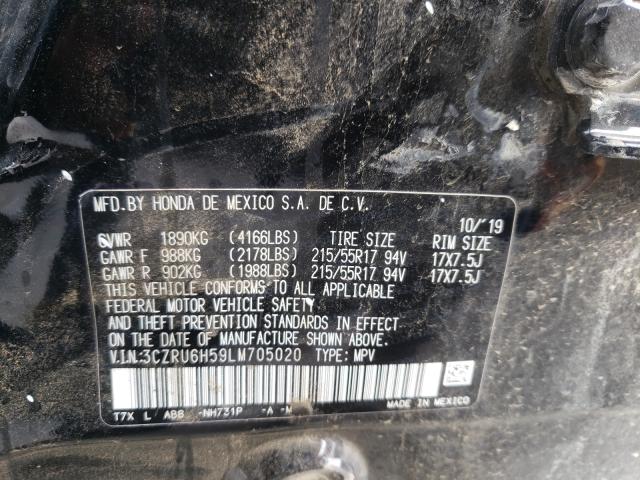 MFD.BY HONDA DE MEXICO S.A. DE C.V.
10/'19
GVWR 1890KG (4166LBS) TIRE SIZE RIM SIZE
GAWR F 988KG (2178LBS) 215/55R17 94V 17X7.5J
GAWR R 902KG (1988LBS) 215/55R17 94V 17X7.5J
THIS VEHICLE CONFORMS TO ALL APPLICABLE
FEDERAL MOTOR VEHICLE SAFETY
AND THEFT PREVENTION STANDARDS IN EFFECT
ON THE DATE OF MANUFACTURE SHOWN ABOVE.
V.I.N:3CZRU6H59LM705020 TYPE: MPV
T7X L ABB -NH731P -A -
MADE IN MEXICO